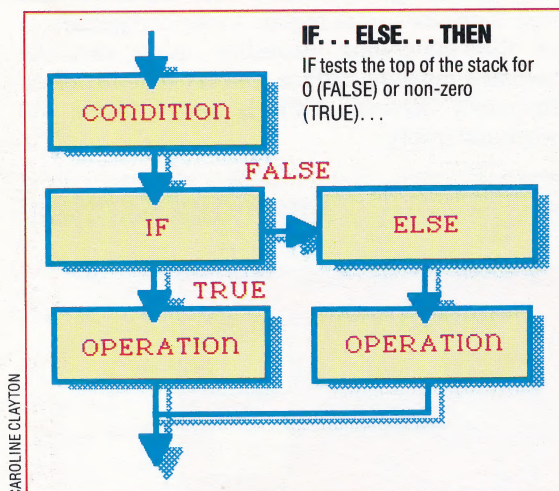 IF. . . ELSE. . . THEN
IF tests the top of the stack for
0 (FALSE) or non-zero
(TRUE). . .
CONDITION
FALSE
IF
ELSE
TRUE
OPERATION
OPERATION
CAROLINE CLAYTON